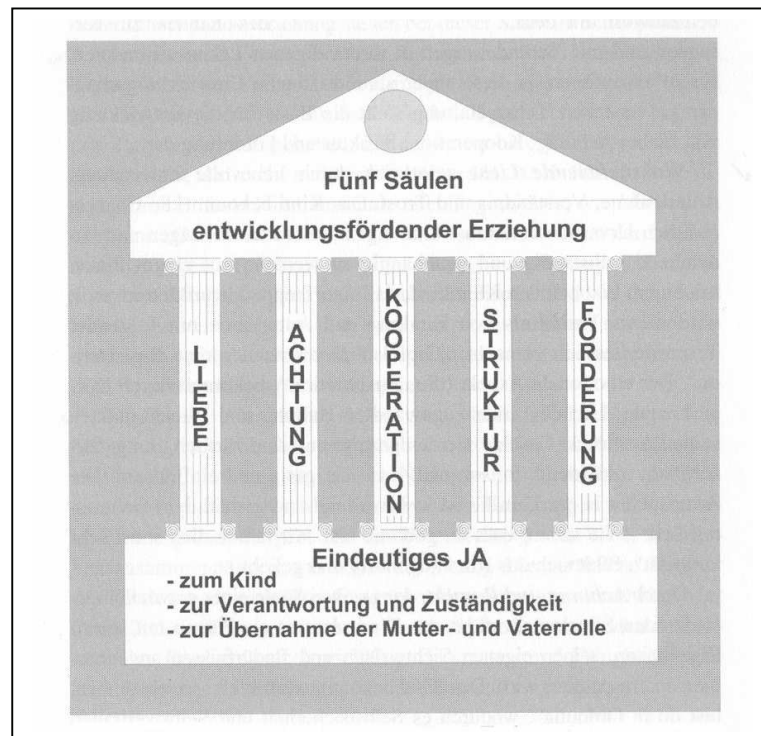 Fünf Säulen
entwicklungsfördender Erziehung
LIEBE
ACHTUNG
KOOPERATION
STRUKTUR
FÖRDERUNG
Eindeutiges JA
- zum Kind
- zur Verantwortung und Zuständigkeit
- zur Übernahme der Mutter- und Vaterrolle